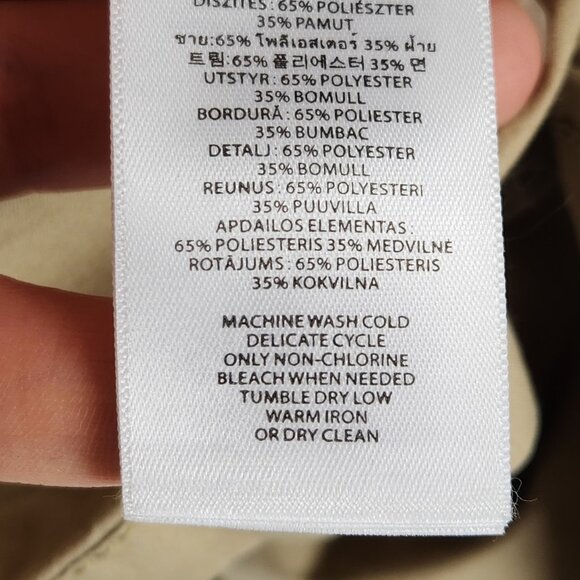 DÍSZÍTÉS: 65% POLIÉSZTER
35% PAMUT
ชาย: 65% โพลีเอสเตอร์ 35% ฝ้าย
트림: 65% 폴리에스터 35% 면
UTSTYR: 65% POLYESTER
35% BOMULL
BORDURĂ: 65% POLIESTER
35% BUMBAC
DETALJ: 65% POLYESTER
35% BOMULL
REUNUS: 65% POLYESTERI
35% PUUVILLA
APDAILOS ELEMENTAS:
65% POLIESTERIS 35% MEDVILNĖ
ROTĀJUMS: 65% POLIESTERIS
35% KOKVILNA
MACHINE WASH COLD
DELICATE CYCLE
ONLY NON-CHLORINE
BLEACH WHEN NEEDED
TUMBLE DRY LOW
WARM IRON
OR DRY CLEAN